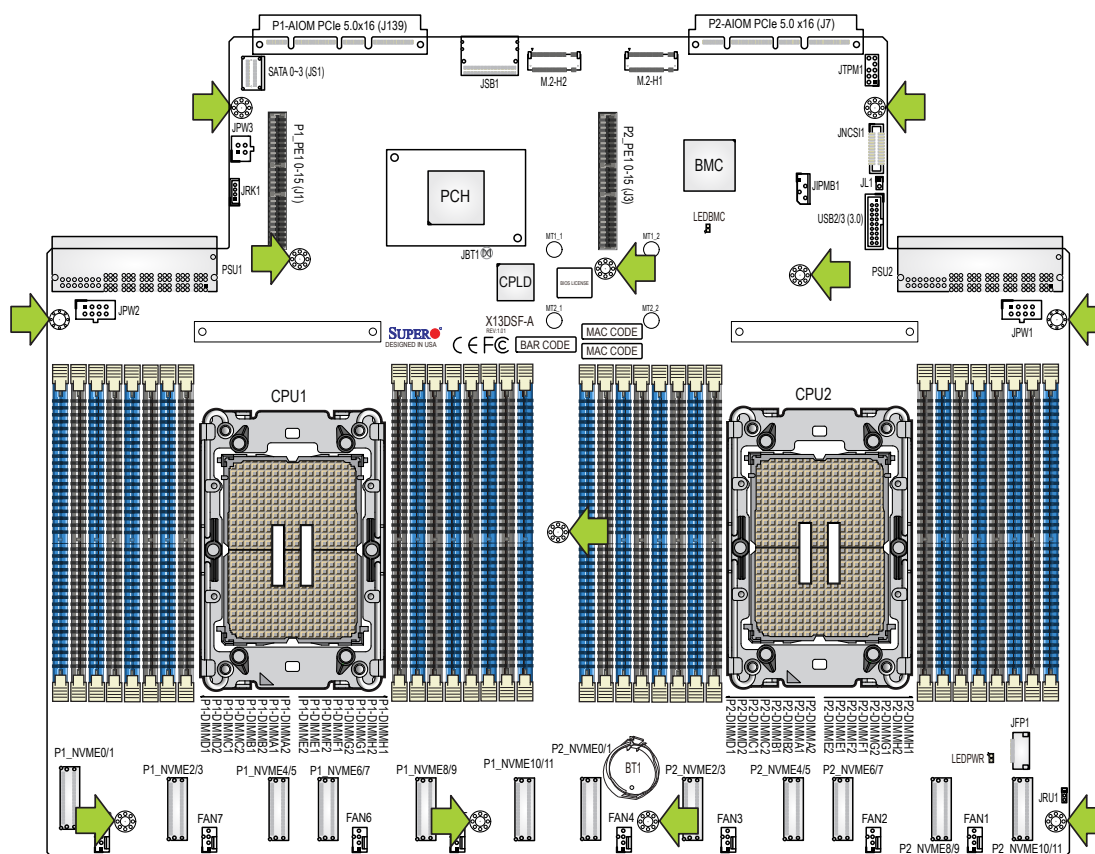 P1-AIOM PCIe 5.0x16 (J139)
P2-AIOM PCIe 5.0 x16 (J7)
SATA 0~3 (JS1)
JSB1
M.2-H2
M.2-H1
JTPM1
JPW3
P1_PE1 0-15 (J1)
P2_PE1 0-15 (J3)
JNCSI1
JRK1
PCH
BMC
JIPMB1
JL1
LEDBMC
USB2/3 (3.0)
MT1_1
MT1_2
JBT1
PSU1
PSU2
CPLD
BIOS LICENSE
JPW2
JPW1
MT2_1
MT2_2
X13DSF-A
REV:1.01
SUPER
DESIGNED IN USA
CE FC
BAR CODE
MAC CODE
MAC CODE
CPU1
CPU2
P1-DIMMD1
P1-DIMMD2
P1-DIMMC1
P1-DIMMC2
P1-DIMMB1
P1-DIMMB2
P1-DIMMA1
P1-DIMMA2
P1-DIMME2
P1-DIMME1
P1-DIMMF2
P1-DIMMF1
P1-DIMMG2
P1-DIMMG1
P1-DIMMH2
P1-DIMMH1
P2-DIMMD1
P2-DIMMD2
P2-DIMMC1
P2-DIMMC2
P2-DIMMB1
P2-DIMMB2
P2-DIMMA1
P2-DIMMA2
P2-DIMME2
P2-DIMME1
P2-DIMMF2
P2-DIMMF1
P2-DIMMG2
P2-DIMMG1
P2-DIMMH2
P2-DIMMH1
JFP1
LEDPWR
P1_NVME0/1
P1_NVME2/3
P1_NVME4/5
P1_NVME6/7
P1_NVME8/9
P1_NVME10/11
P2_NVME0/1
BT1
P2_NVME2/3
P2_NVME4/5
P2_NVME6/7
JRU1
FAN7
FAN6
FAN4
FAN3
FAN2
FAN1
P2_NVME8/9
P2_NVME10/11